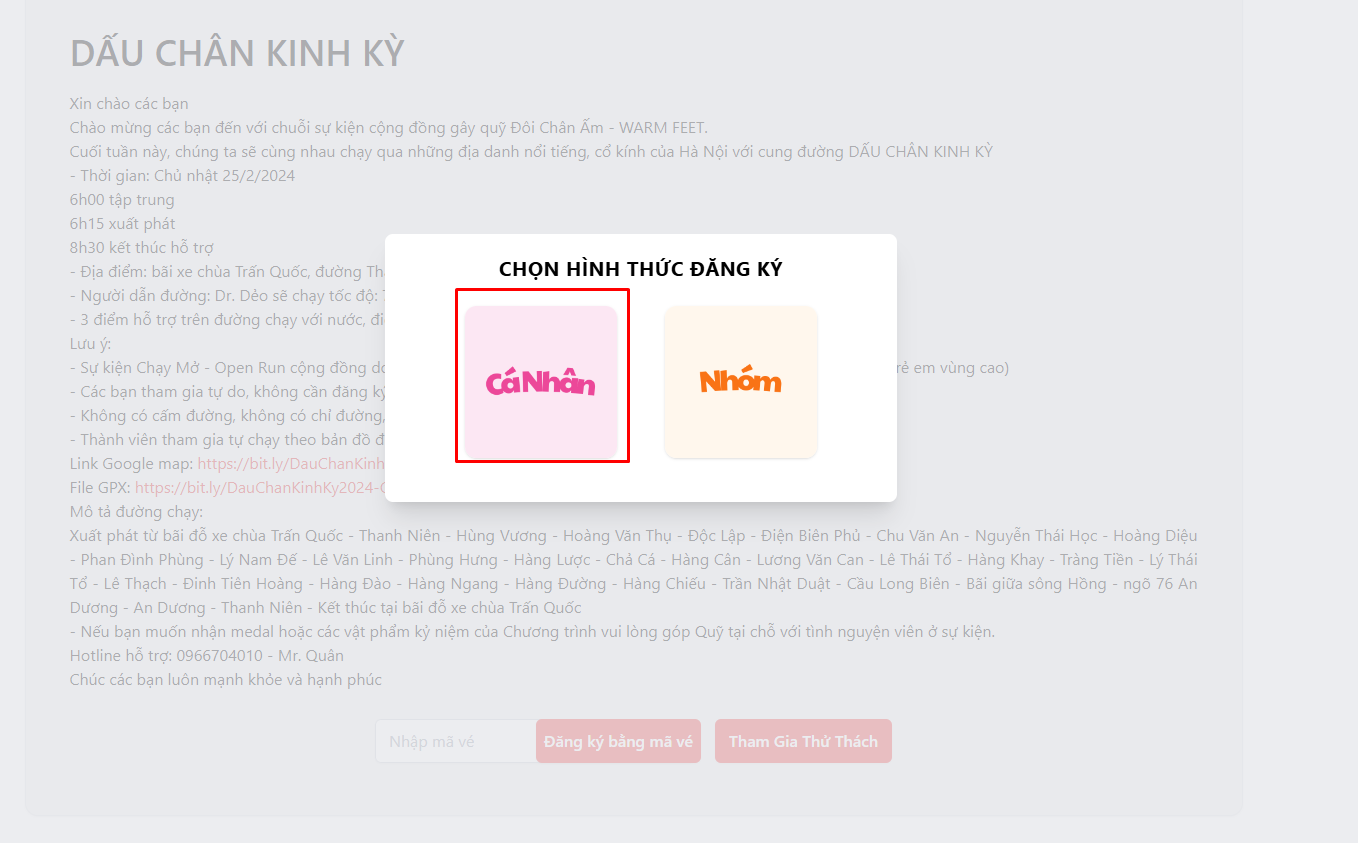 DẤU CHÂN KINH KỲ
Xin chào các bạn
Chào mừng các bạn đến với chuỗi sự kiện cộng đồng gây quỹ Đôi Chân Ấm - WARM FEET.
Cuối tuần này, chúng ta sẽ cùng nhau chạy qua những địa danh nổi tiếng, cổ kính của Hà Nội với cung đường DẤU CHÂN KINH KỲ
- Thời gian: Chủ nhật 25/2/2024
6h00 tập trung
6h15 xuất phát
8h30 kết thúc hỗ trợ
- Địa điểm: bãi xe chùa Trấn Quốc, đường
- Người dẫn đường: Dr. Dẻo sẽ chạy tốc độ:
- 3 điểm hỗ trợ trên đường chạy với nước,
Lưu ý:
- Sự kiện Chạy Mở - Open Run cộng đồng em vùng cao)
- Các bạn tham gia tự do, không cần đăng ký
- Không có cấm đường, không có chỉ đường,
- Thành viên tham gia tự chạy theo bản đồ
CHỌN HÌNH THỨC ĐĂNG KÝ
Cá Nhân
Nhóm
Link Google map: https://bit.ly/DauChanKinh
File GPX: https://bit.ly/DauChanKinhKy2024-
Mô tả đường chạy:
Xuất phát từ bãi đỗ xe chùa Trấn Quốc - Thanh Niên - Hùng Vương - Hoàng Văn Thụ - Độc Lập - Điện Biên Phủ - Chu Văn An - Nguyễn Thái Học - Hoàng Diệu
- Phan Đình Phùng - Lý Nam Đế - Lê Văn Linh - Phùng Hưng - Hàng Lược - Chả Cá - Hàng Cân - Lương Văn Can - Lê Thái Tổ - Hàng Khay - Tràng Tiền - Lý Thái
Tổ - Lê Thạch - Đinh Tiên Hoàng - Hàng Đào - Hàng Ngang - Hàng Đường - Hàng Chiếu - Trần Nhật Duật - Cầu Long Biên - Bãi giữa sông Hồng - ngõ 76 An
Dương - An Dương - Thanh Niên - Kết thúc tại bãi đỗ xe chùa Trấn Quốc
- Nếu bạn muốn nhận medal hoặc các vật phẩm kỷ niệm của Chương trình vui lòng góp Quỹ tại chỗ với tình nguyện viên ở sự kiện.
Hotline hỗ trợ: 0966704010 - Mr. Quân
Chúc các bạn luôn mạnh khỏe và hạnh phúc
Nhập mã vé
Đăng ký bằng mã vé
Tham Gia Thử Thách